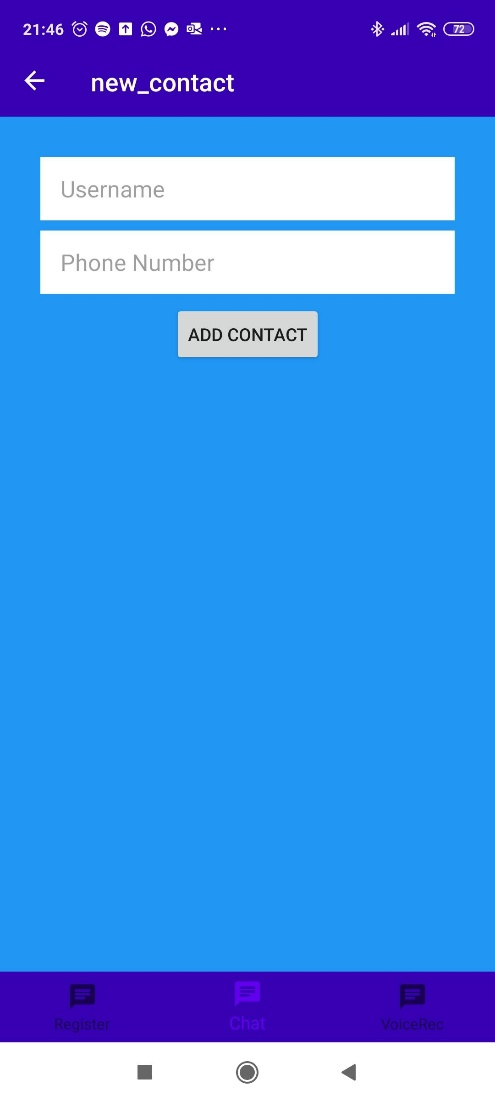 21:46
72
new_contact
Username
Phone Number
ADD CONTACT
Register
Chat
VoiceRec